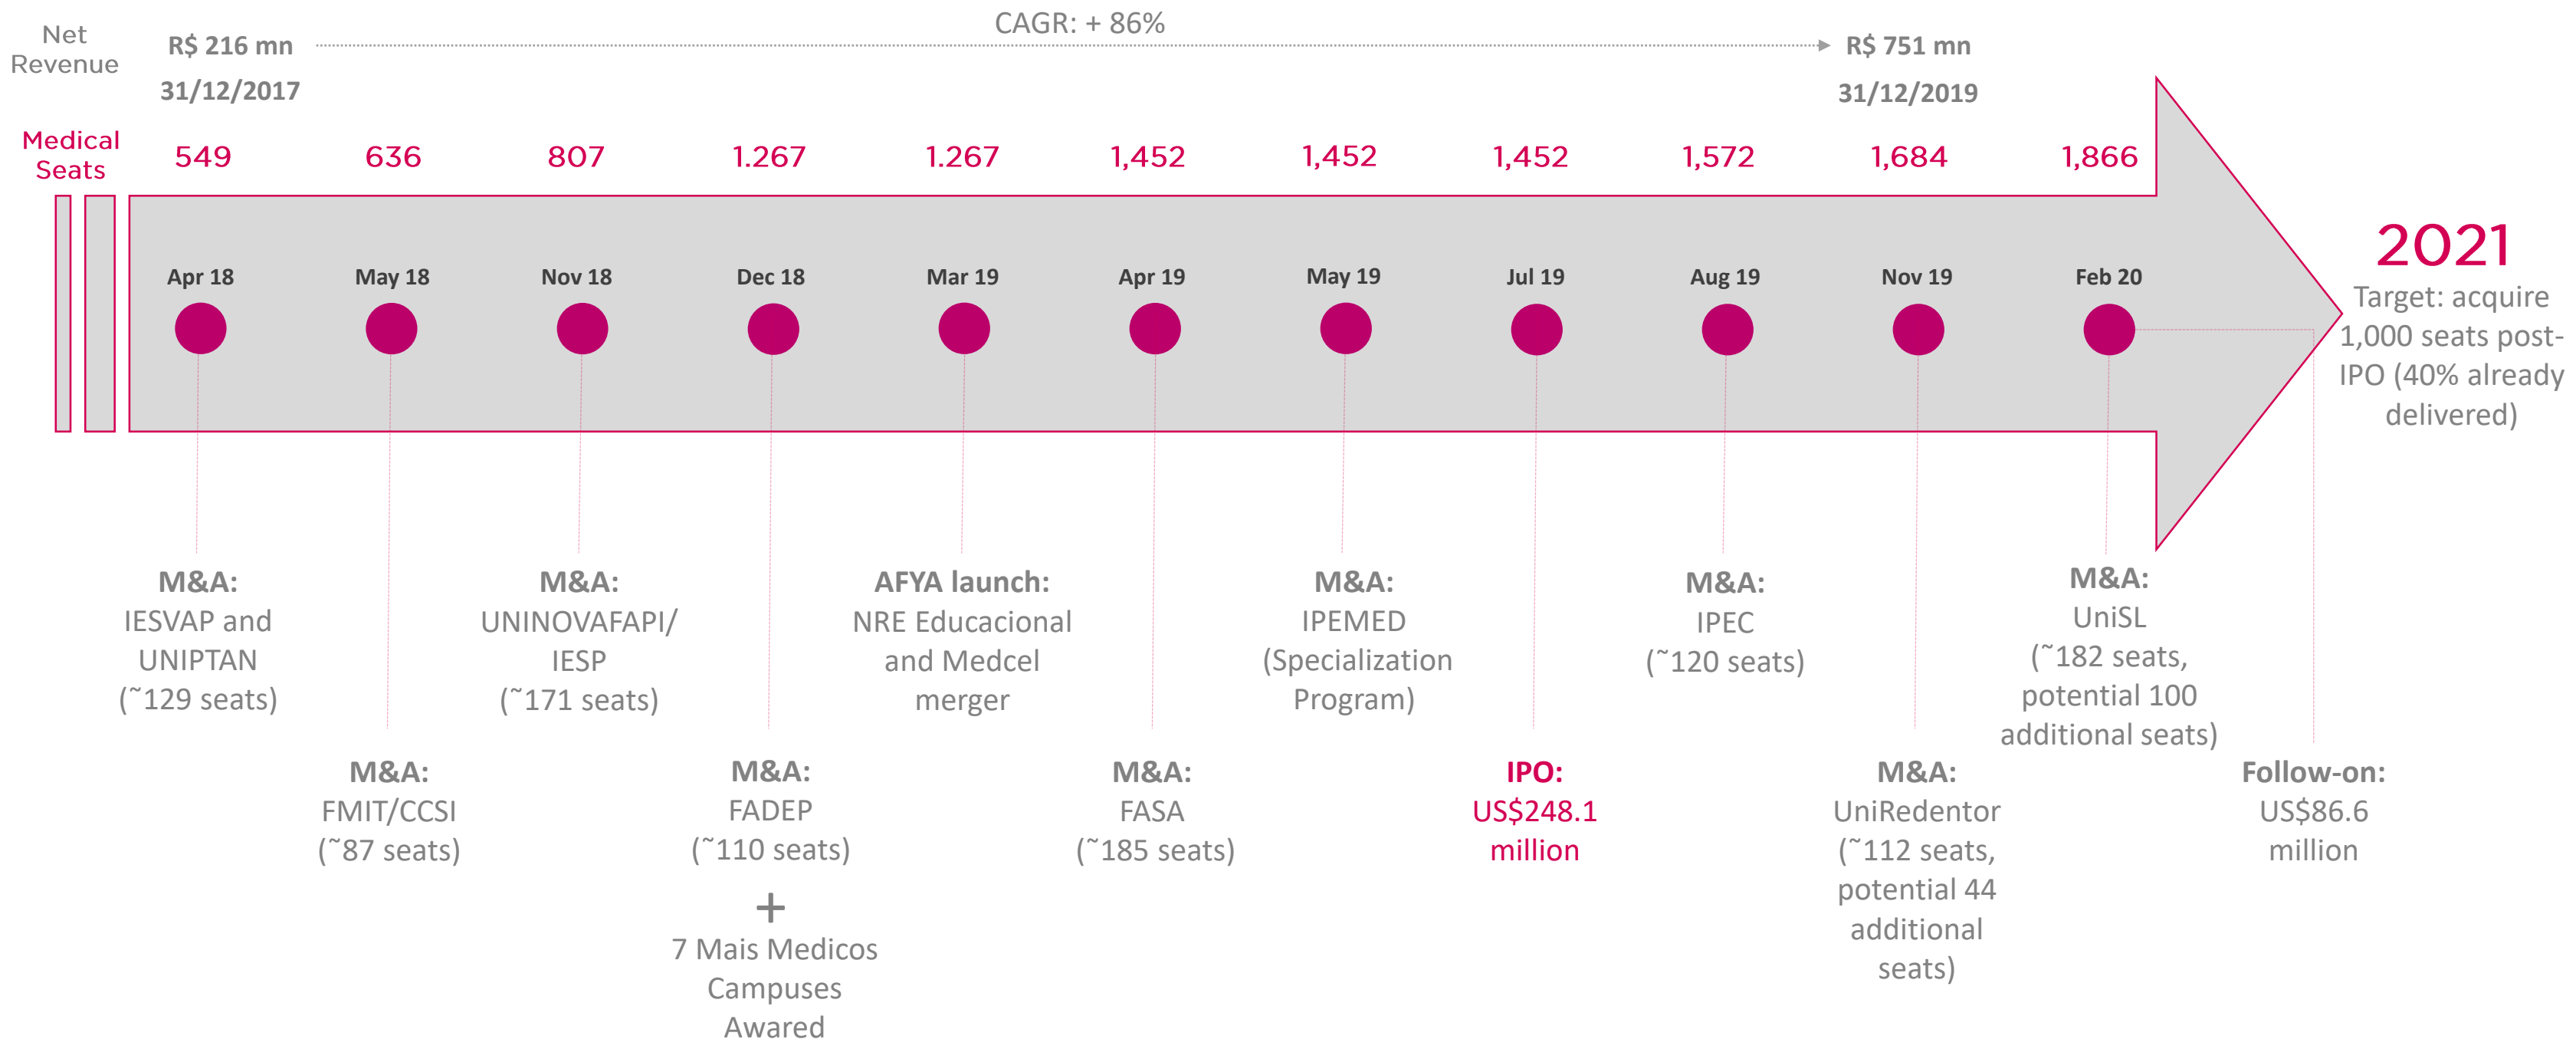 Net
Revenue
R$ 216 mn
CAGR: + 86%
R$ 751 mn
31/12/2017
31/12/2019
Medical
Seats
549
636
807
1.267
1.267
1,452
1,452
1,452
1,572
1,684
1,866
Apr 18
May 18
Nov 18
Dec 18
Mar 19
Apr 19
May 19
Jul 19
Aug 19
Nov 19
Feb 20
2021
Target: acquire
1,000 seats post-
IPO (40% already
delivered)
M&A:
IESVAP and
UNIPTAN
(~129 seats)
M&A:
FMIT/CCSI
(~87 seats)
M&A:
UNINOVAFAPI/
IESP
(~171 seats)
M&A:
FADEP
(~110 seats)
+
7 Mais Medicos
Campuses
Awared
AFYA launch:
NRE Educacional
and Medcel
merger
M&A:
FASA
(~185 seats)
M&A:
IPEMED
(Specialization
Program)
IPO:
US$248.1
million
M&A:
IPEC
(~120 seats)
M&A:
UniRedentor
(~112 seats,
potential 44
additional
seats)
M&A:
UniSL
(~182 seats,
potential 100
additional seats)
Follow-on:
US$86.6
million